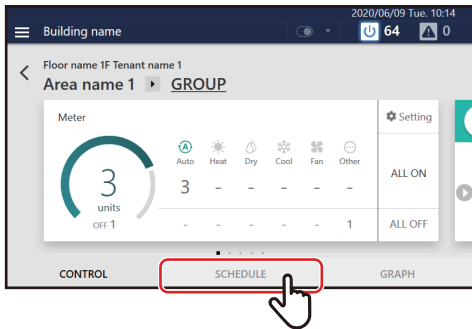 2020/06/09 Tue. 10:14
Building name
64
0
Floor name 1F Tenant name 1
Area name 1 GROUP
Meter
Setting
Auto Heat Dry Cool Fan Other
3 - - - - -
- - - - - 1
3
units
OFF 1
ALL ON
ALL OFF
CONTROL SCHEDULE GRAPH